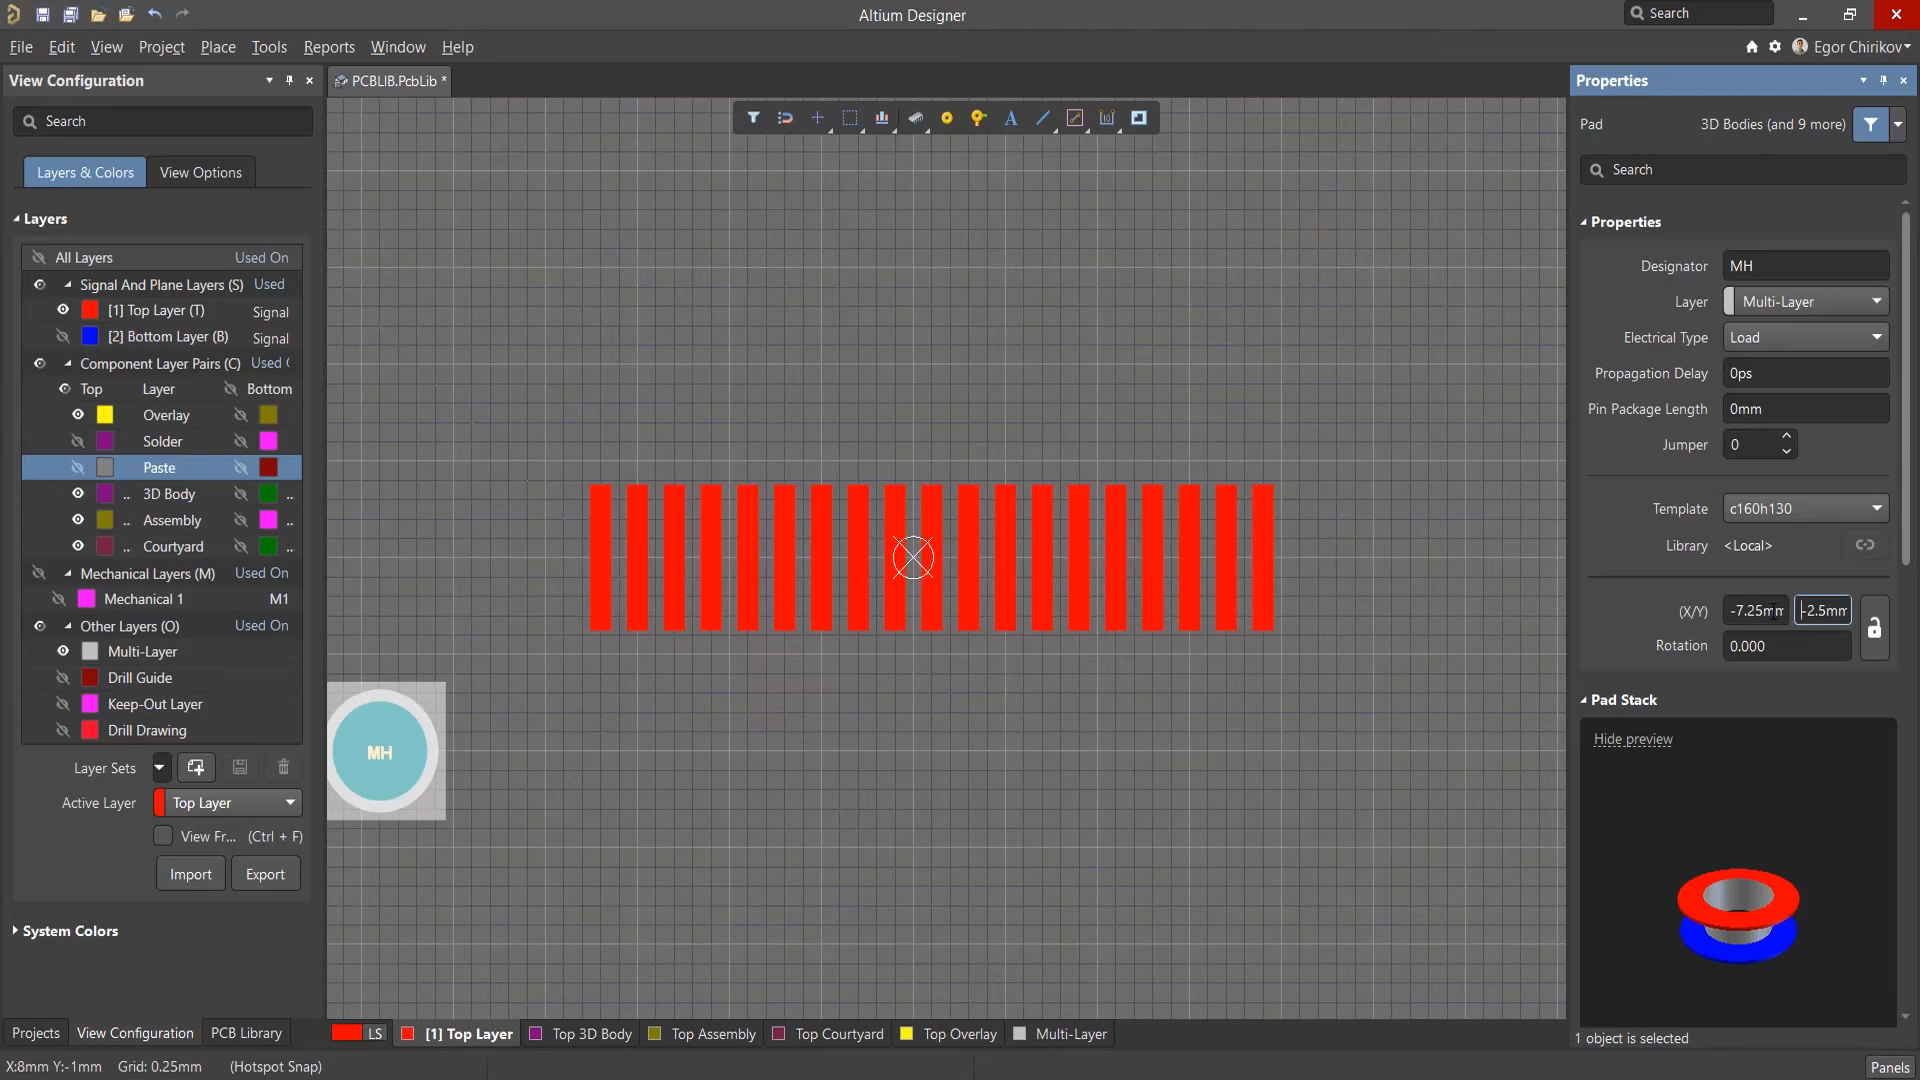 Altium Designer
Search
File Edit View Project Place Tools Reports Window Help
Egor Chirikov
View Configuration
PCBLIB.PcbLib *
Properties
Search
Pad 3D Bodies (and 9 more)
Layers & Colors View Options
Search
Layers
Properties
All Layers Used On
Signal And Plane Layers (S) Used
[1] Top Layer (T) Signal
[2] Bottom Layer (B) Signal
Component Layer Pairs (C) Used
Top Layer Bottom
Overlay
Solder
Paste
.. 3D Body ..
.. Assembly ..
.. Courtyard ..
Mechanical Layers (M) Used On
Mechanical 1 M1
Other Layers (O) Used On
Multi-Layer
Drill Guide
Keep-Out Layer
Drill Drawing
Layer Sets
Active Layer Top Layer
View Fr... (Ctrl + F)
Import Export
System Colors
MH
Designator MH
Layer Multi-Layer
Electrical Type Load
Propagation Delay 0ps
Pin Package Length 0mm
Jumper 0
Template c160h130
Library <Local>
(X/Y) -7.25mm -2.5mm
Rotation 0.000
Pad Stack
Hide preview
Projects View Configuration PCB Library
LS [1] Top Layer Top 3D Body Top Assembly Top Courtyard Top Overlay Multi-Layer
1 object is selected
X:8mm Y:-1mm Grid: 0.25mm (Hotspot Snap)
Panels